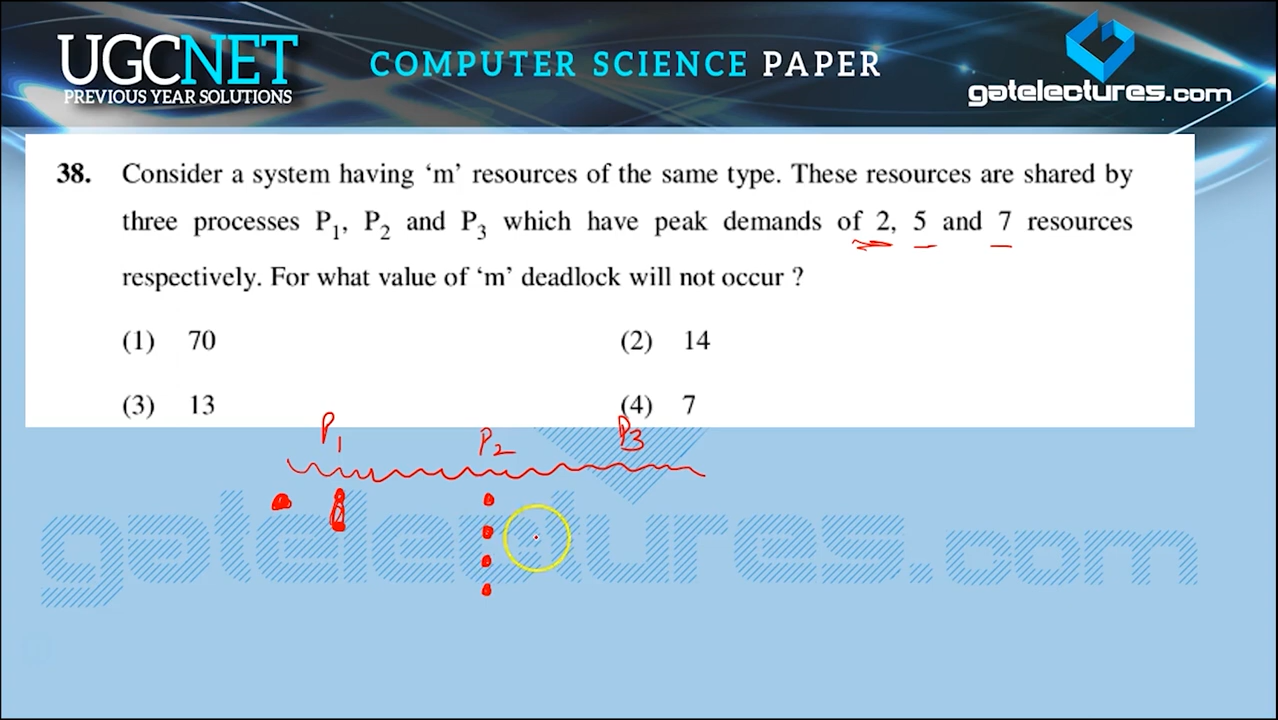 UGCNET
PREVIOUS YEAR SOLUTIONS
COMPUTER SCIENCE PAPER
gatelectures.com
38. Consider a system having ‘m’ resources of the same type. These resources are shared by
three processes P1, P2 and P3 which have peak demands of 2, 5 and 7 resources
respectively. For what value of ‘m’ deadlock will not occur ?
(1) 70 (2) 14
(3) 13 (4) 7
P1 P2 P3
gatelectures.com